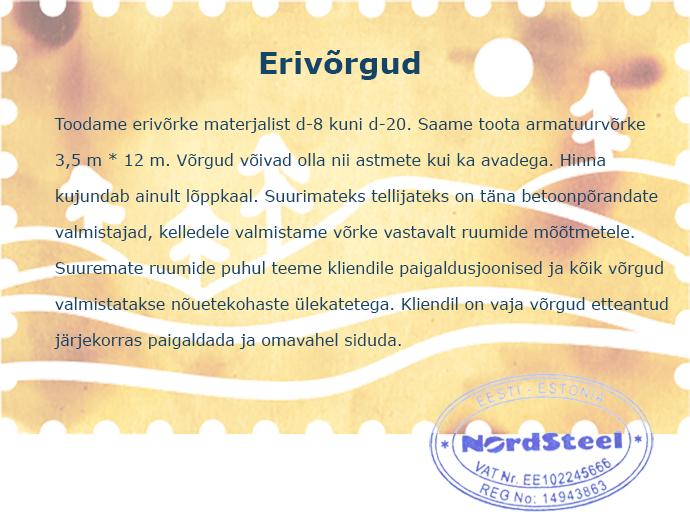 Erivõrgud
Toodame erivõrke materjalist d-8 kuni d-20. Saame toota armatuurvõrke
3,5 m * 12 m. Võrgud võivad olla nii astmete kui ka avadega. Hinna
kujundab ainult lõppkaal. Suurimateks tellijateks on täna betoonpõrandate
valmistajad, kelledele valmistame võrke vastavalt ruumide mõõtmetele.
Suuremate ruumide puhul teeme kliendile paigaldusjoonised ja kõik võrgud
valmistatakse nõuetekohaste ülekatetega. Kliendil on vaja võrgud etteantud
järjekorras paigaldada ja omavahel siduda.
EESTI - ESTONIA
* NordSteel *
VAT Nr. EE102245666
REG No: 14943863